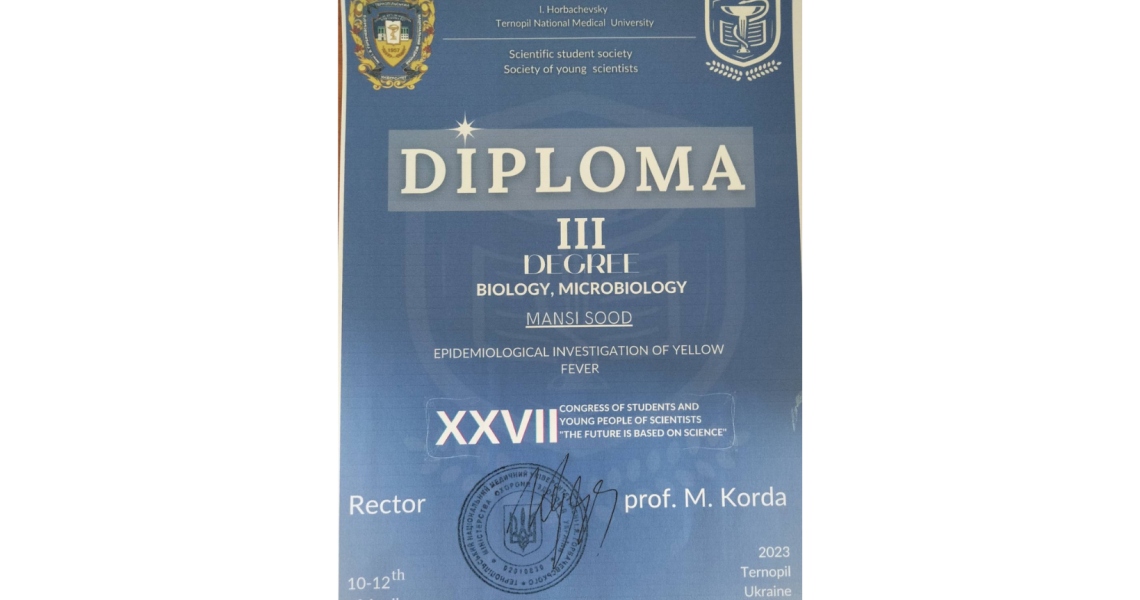 I. Horbachevsky
Ternopil National Medical University
Scientific student society
Society of young scientists
DIPLOMA
III
DEGREE
BIOLOGY, MICROBIOLOGY
MANSI SOOD
EPIDEMIOLOGICAL INVESTIGATION OF YELLOW
FEVER
XXVII
CONGRESS OF STUDENTS AND
YOUNG PEOPLE OF SCIENTISTS
"THE FUTURE IS BASED ON SCIENCE"
Rector
prof. M. Korda
2023
10-12th
Ternopil
Ukraine